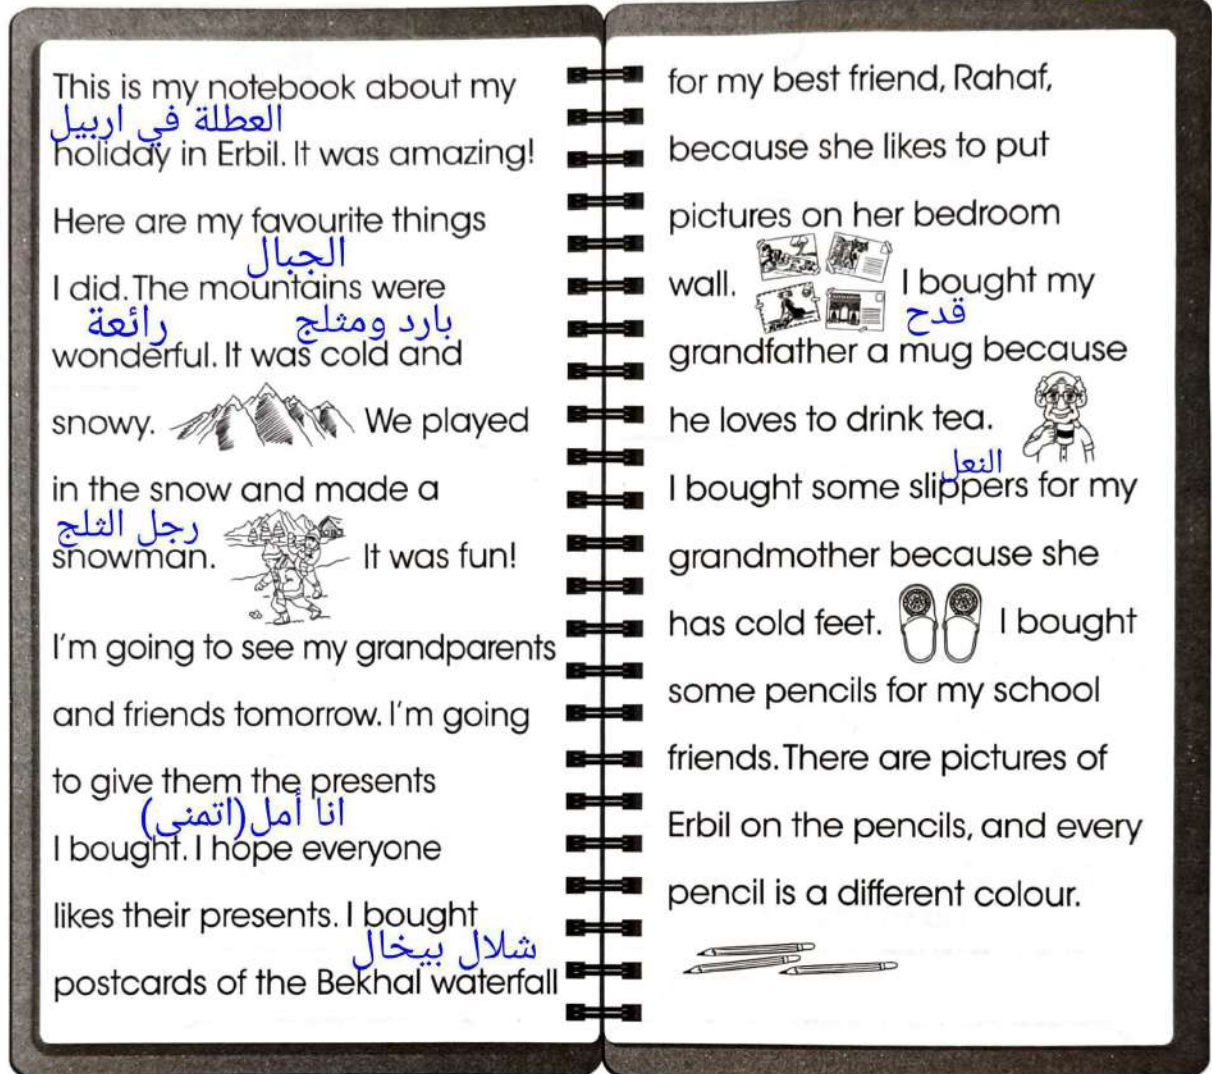 This is my notebook about my
العطلة في اربيل
holiday in Erbil. It was amazing!
Here are my favourite things
الجبال
I did. The mountains were
رائعة بارد ومثلج
wonderful. It was cold and
snowy. We played
in the snow and made a
رجل الثلج
snowman. It was fun!
I'm going to see my grandparents
and friends tomorrow. I'm going
to give them the presents
انا أمل(اتمنى)
I bought. I hope everyone
likes their presents. I bought
شلال بيخال
postcards of the Bekhal waterfall
for my best friend, Rahaf,
because she likes to put
pictures on her bedroom
wall. I bought my
قدح
grandfather a mug because
he loves to drink tea.
النعل
I bought some slippers for my
grandmother because she
has cold feet. I bought
some pencils for my school
friends. There are pictures of
Erbil on the pencils, and every
pencil is a different colour.